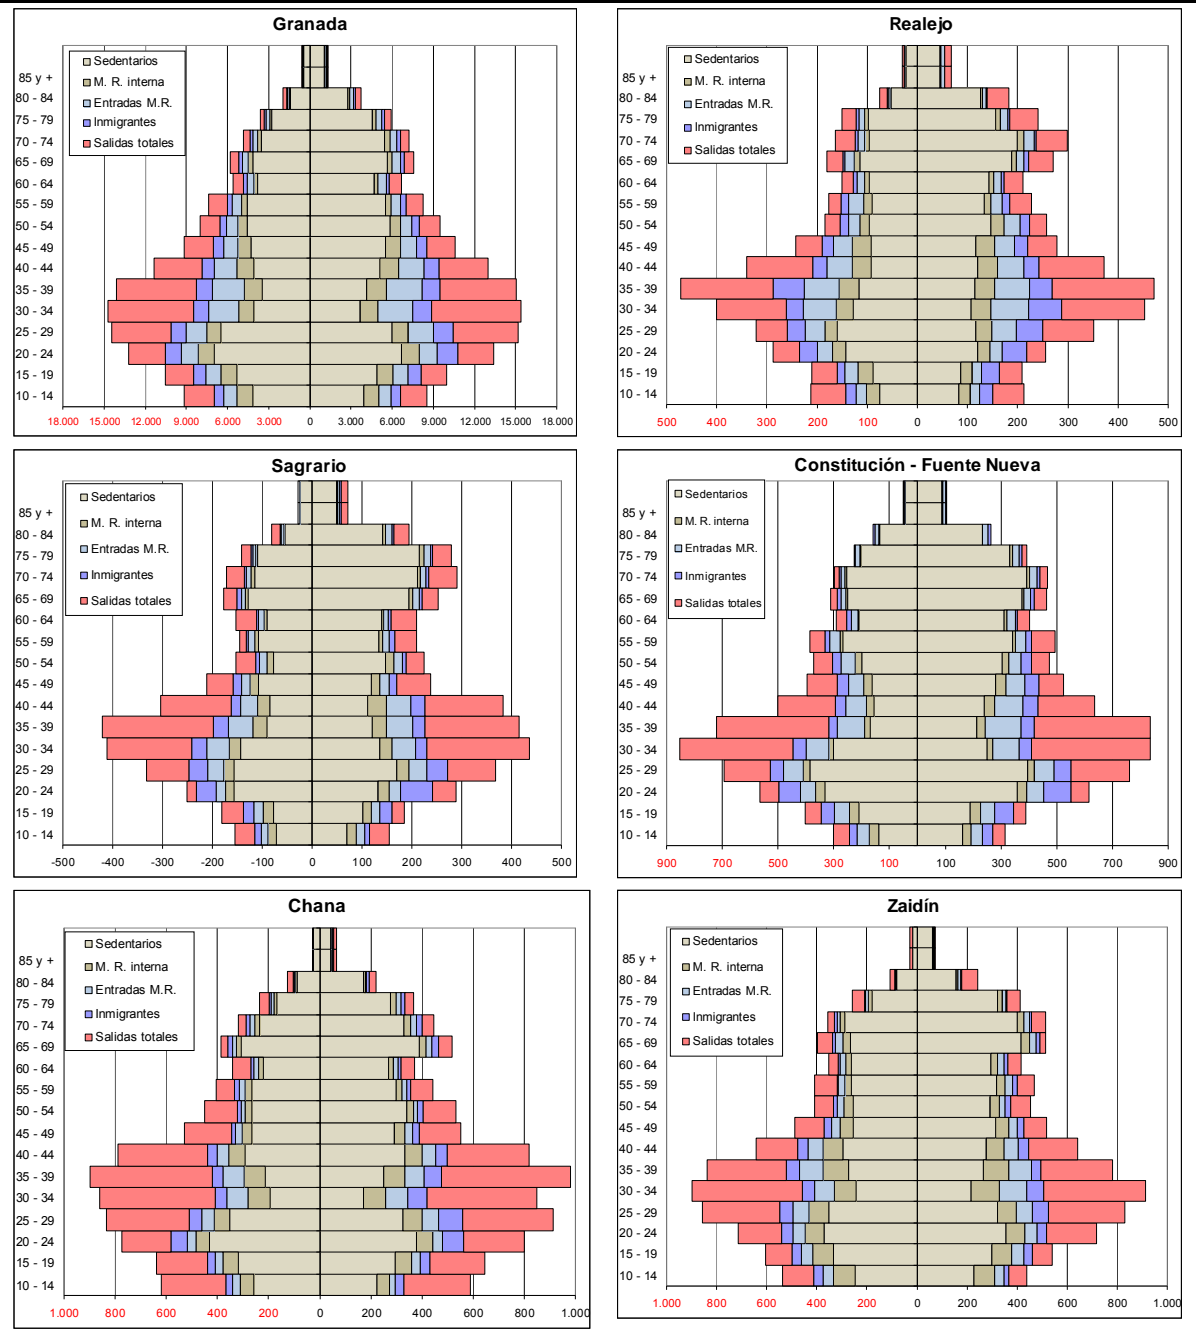 Granada
Sedentarios
M. R. interna
Entradas M.R.
Inmigrantes
Salidas totales
85 y +
80 - 84
75 - 79
70 - 74
65 - 69
60 - 64
55 - 59
50 - 54
45 - 49
40 - 44
35 - 39
30 - 34
25 - 29
20 - 24
15 - 19
10 - 14
18.000 15.000 12.000 9.000 6.000 3.000 0 3.000 6.000 9.000 12.000 15.000 18.000
Realejo
Sedentarios
M. R. interna
Entradas M.R.
Inmigrantes
Salidas totales
85 y +
80 - 84
75 - 79
70 - 74
65 - 69
60 - 64
55 - 59
50 - 54
45 - 49
40 - 44
35 - 39
30 - 34
25 - 29
20 - 24
15 - 19
10 - 14
500 400 300 200 100 0 100 200 300 400 500
Sagrario
Sedentarios
M. R. interna
Entradas M.R.
Inmigrantes
Salidas totales
85 y +
80 - 84
75 - 79
70 - 74
65 - 69
60 - 64
55 - 59
50 - 54
45 - 49
40 - 44
35 - 39
30 - 34
25 - 29
20 - 24
15 - 19
10 - 14
-500 -400 -300 -200 -100 0 100 200 300 400 500
Constitución - Fuente Nueva
Sedentarios
M. R. interna
Entradas M.R.
Inmigrantes
Salidas totales
85 y +
80 - 84
75 - 79
70 - 74
65 - 69
60 - 64
55 - 59
50 - 54
45 - 49
40 - 44
35 - 39
30 - 34
25 - 29
20 - 24
15 - 19
10 - 14
900 700 500 300 100 100 300 500 700 900
Chana
Sedentarios
M. R. interna
Entradas M.R.
Inmigrantes
Salidas totales
85 y +
80 - 84
75 - 79
70 - 74
65 - 69
60 - 64
55 - 59
50 - 54
45 - 49
40 - 44
35 - 39
30 - 34
25 - 29
20 - 24
15 - 19
10 - 14
1.000 800 600 400 200 0 200 400 600 800 1.000
Zaidín
Sedentarios
M. R. interna
Entradas M.R.
Inmigrantes
Salidas totales
85 y +
80 - 84
75 - 79
70 - 74
65 - 69
60 - 64
55 - 59
50 - 54
45 - 49
40 - 44
35 - 39
30 - 34
25 - 29
20 - 24
15 - 19
10 - 14
1.000 800 600 400 200 0 200 400 600 800 1.000